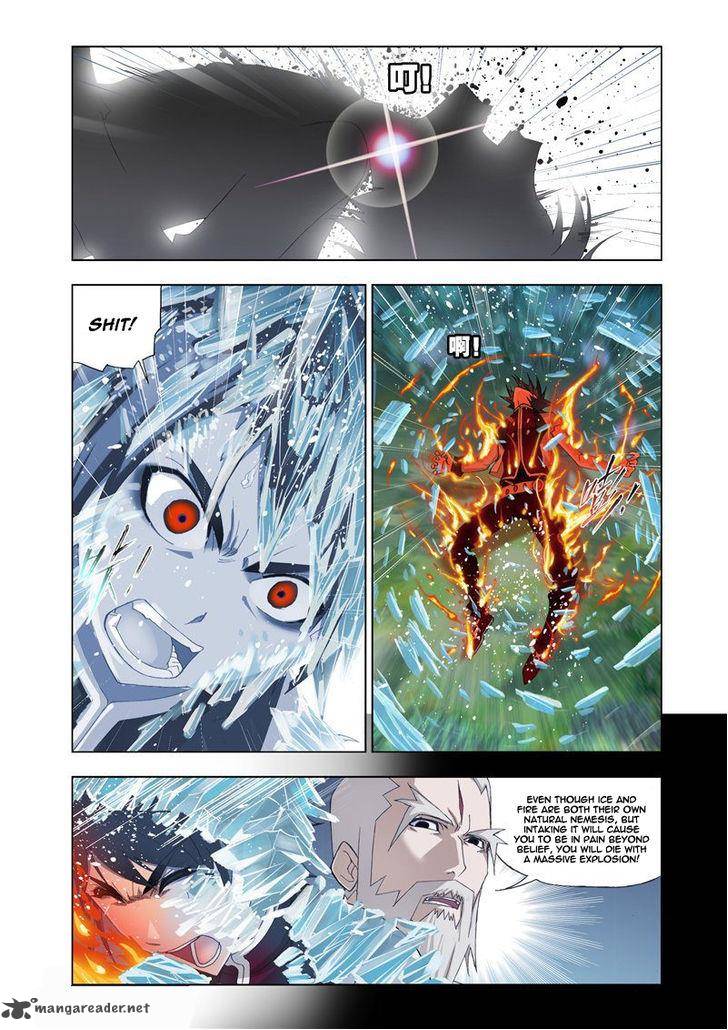 叮!
SHIT!
啊!
EVEN THOUGH ICE AND
FIRE ARE BOTH THEIR OWN
NATURAL NEMESIS, BUT
INTAKING IT WILL CAUSE
YOU TO BE IN PAIN BEYOND
BELIEF, YOU WILL DIE WITH
A MASSIVE EXPLOSION!
mangareader.net